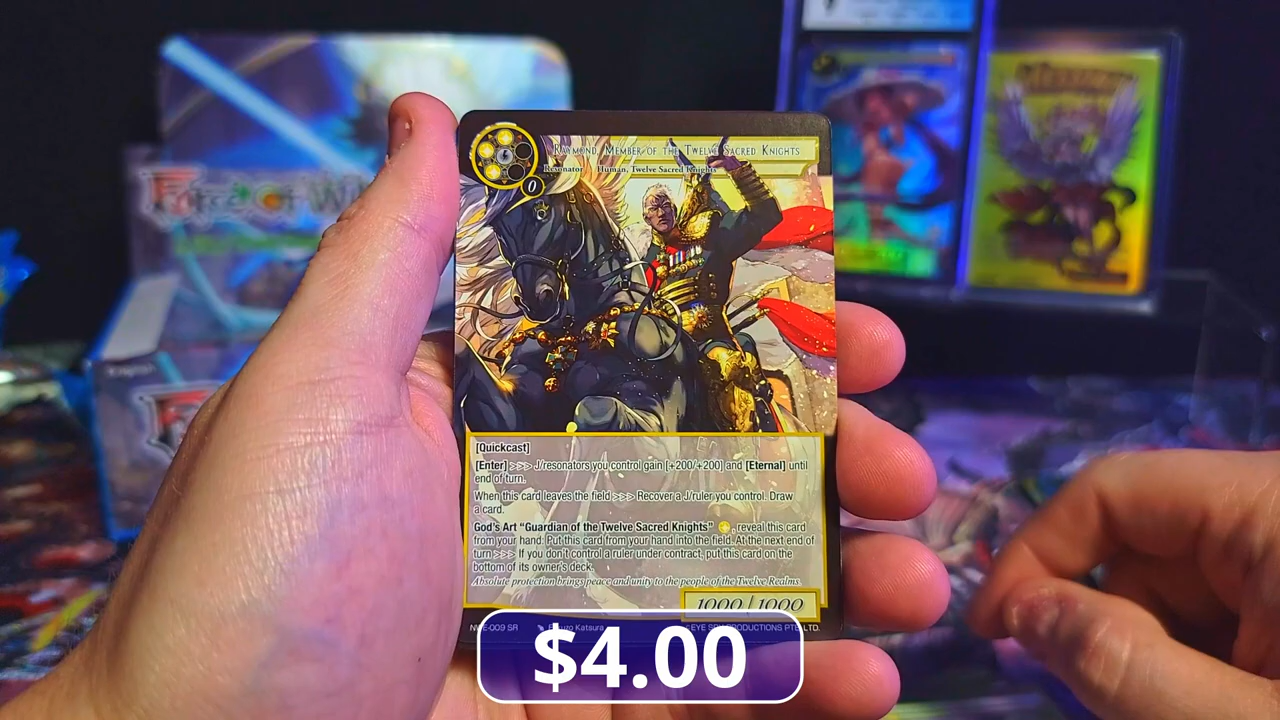 FORCE OF W
RAYMOND, MEMBER OF THE TWELVE SACRED KNIGHTS
Resonator / Human, Twelve Sacred Knights
0
[Quickcast]
[Enter] >>> J/resonators you control gain [+200/+200] and [Eternal] until
end of turn.
When this card leaves the field >>> Recover a J/ruler you control. Draw
a card.
God's Art "Guardian of the Twelve Sacred Knights" , reveal this card
from your hand: Put this card from your hand into the field. At the next end of
turn >>> If you don't control a ruler under contract, put this card on the
bottom of its owner's deck.
Absolute protection brings peace and unity to the people of the Twelve Realms.
1000 / 1000
-009 SR Katsura EYE PRODUCTIONS PTE LTD.
$4.00